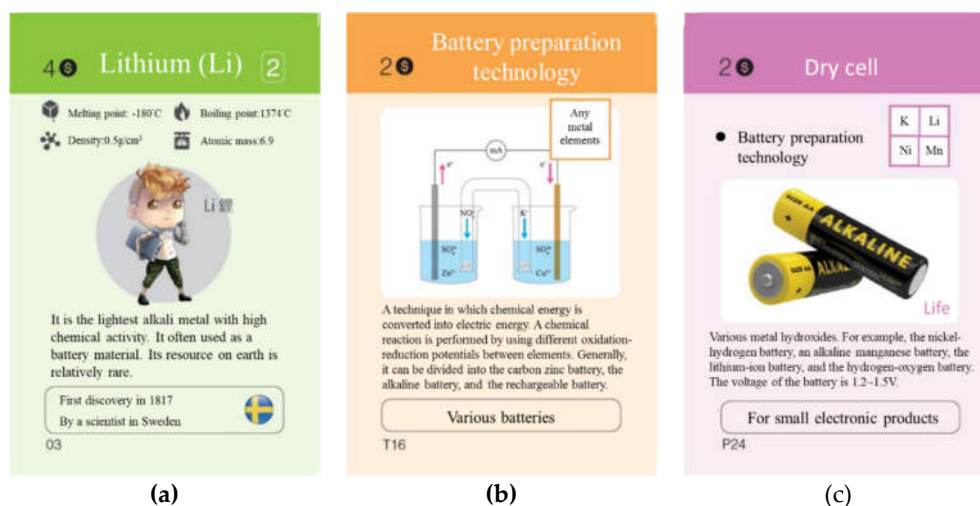 4 S Lithium (Li) 2
Melting point: -180°C Boiling point:1374°C
Density:0.5g/cm³ Atomic mass:6.9
Li 鋰
It is the lightest alkali metal with high
chemical activity. It often used as a
battery material. Its resource on earth is
relatively rare.
First discovery in 1817
By a scientist in Sweden
03
(a)
2 S Battery preparation
technology
Any
metal
elements
mA
e⁻ e⁻
K⁺
A technique in which chemical energy is
converted into electric energy. A chemical
reaction is performed by using different oxidation-
reduction potentials between elements. Generally,
it can be divided into the carbon zinc battery, the
alkaline battery, and the rechargeable battery.
Various batteries
T16
(b)
2 S Dry cell
● Battery preparation
technology
K Li
Ni Mn
SIZE AA ALKALINE
SIZE AA ALKALINE
Life
Various metal hydroxides. For example, the nickel-
hydrogen battery, an alkaline manganese battery, the
lithium-ion battery, and the hydrogen-oxygen battery.
The voltage of the battery is 1.2~1.5V.
For small electronic products
P24
(c)